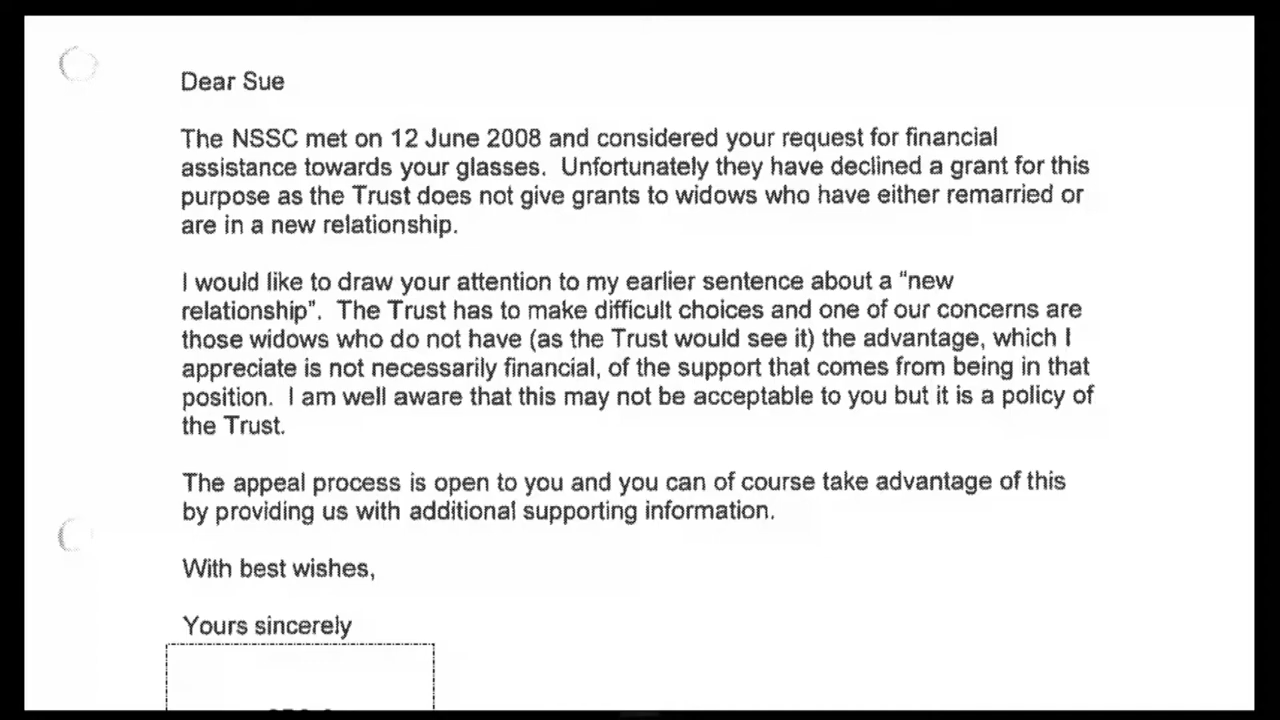 Dear Sue
The NSSC met on 12 June 2008 and considered your request for financial
assistance towards your glasses. Unfortunately they have declined a grant for this
purpose as the Trust does not give grants to widows who have either remarried or
are in a new relationship.
I would like to draw your attention to my earlier sentence about a "new
relationship". The Trust has to make difficult choices and one of our concerns are
those widows who do not have (as the Trust would see it) the advantage, which I
appreciate is not necessarily financial, of the support that comes from being in that
position. I am well aware that this may not be acceptable to you but it is a policy of
the Trust.
The appeal process is open to you and you can of course take advantage of this
by providing us with additional supporting information.
With best wishes,
Yours sincerely